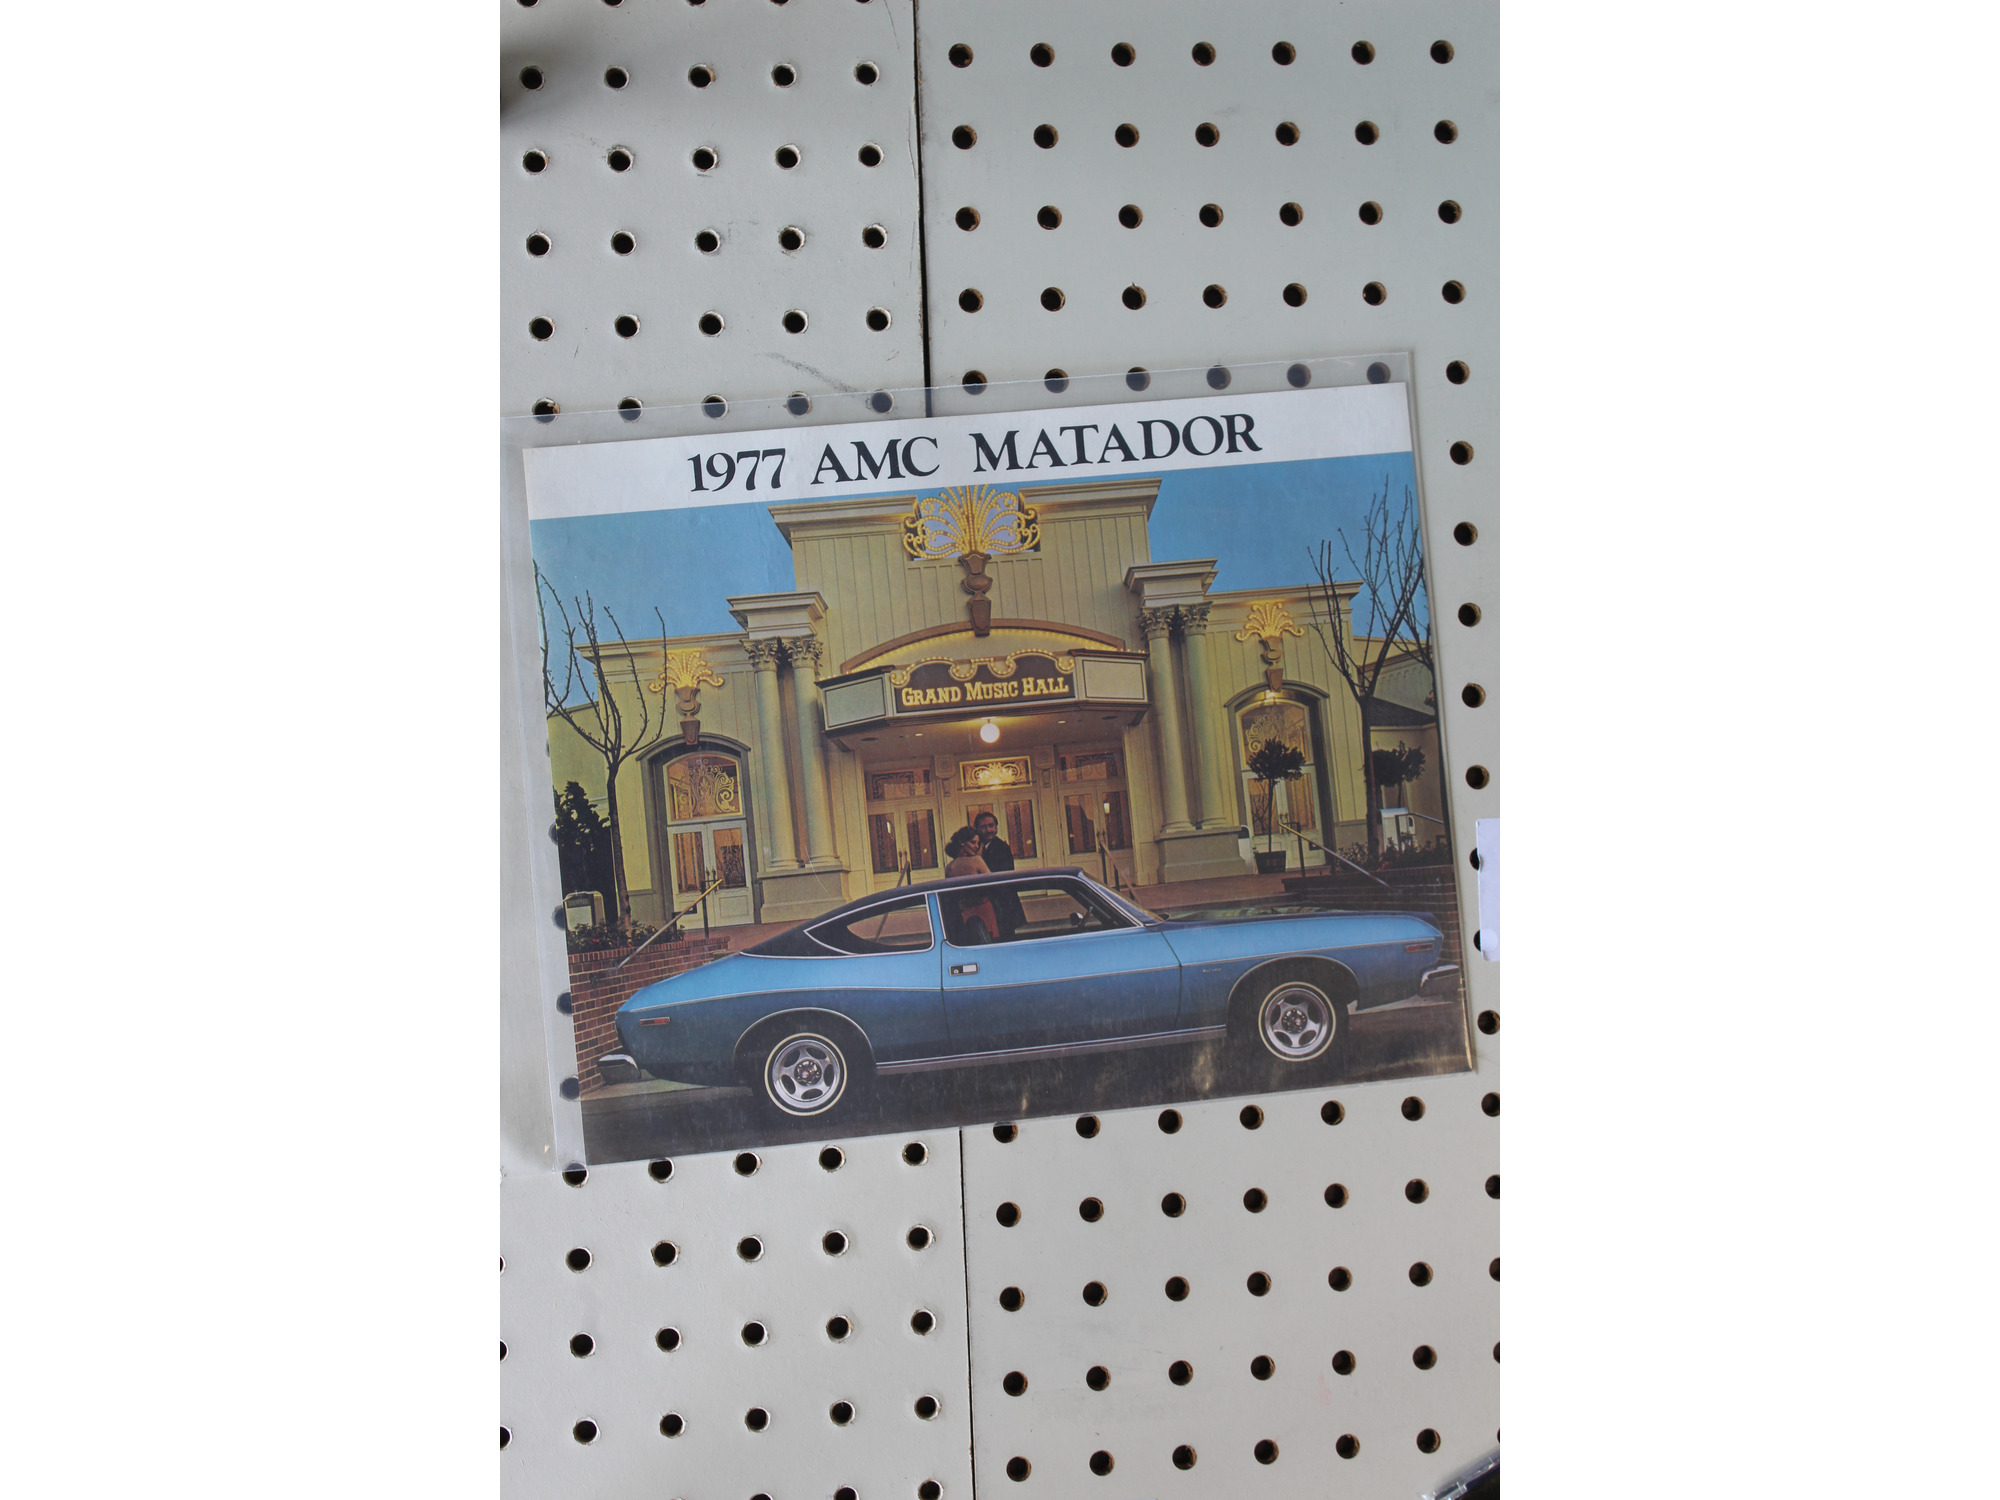 1977 AMC MATADOR
GRAND MUSIC HALL